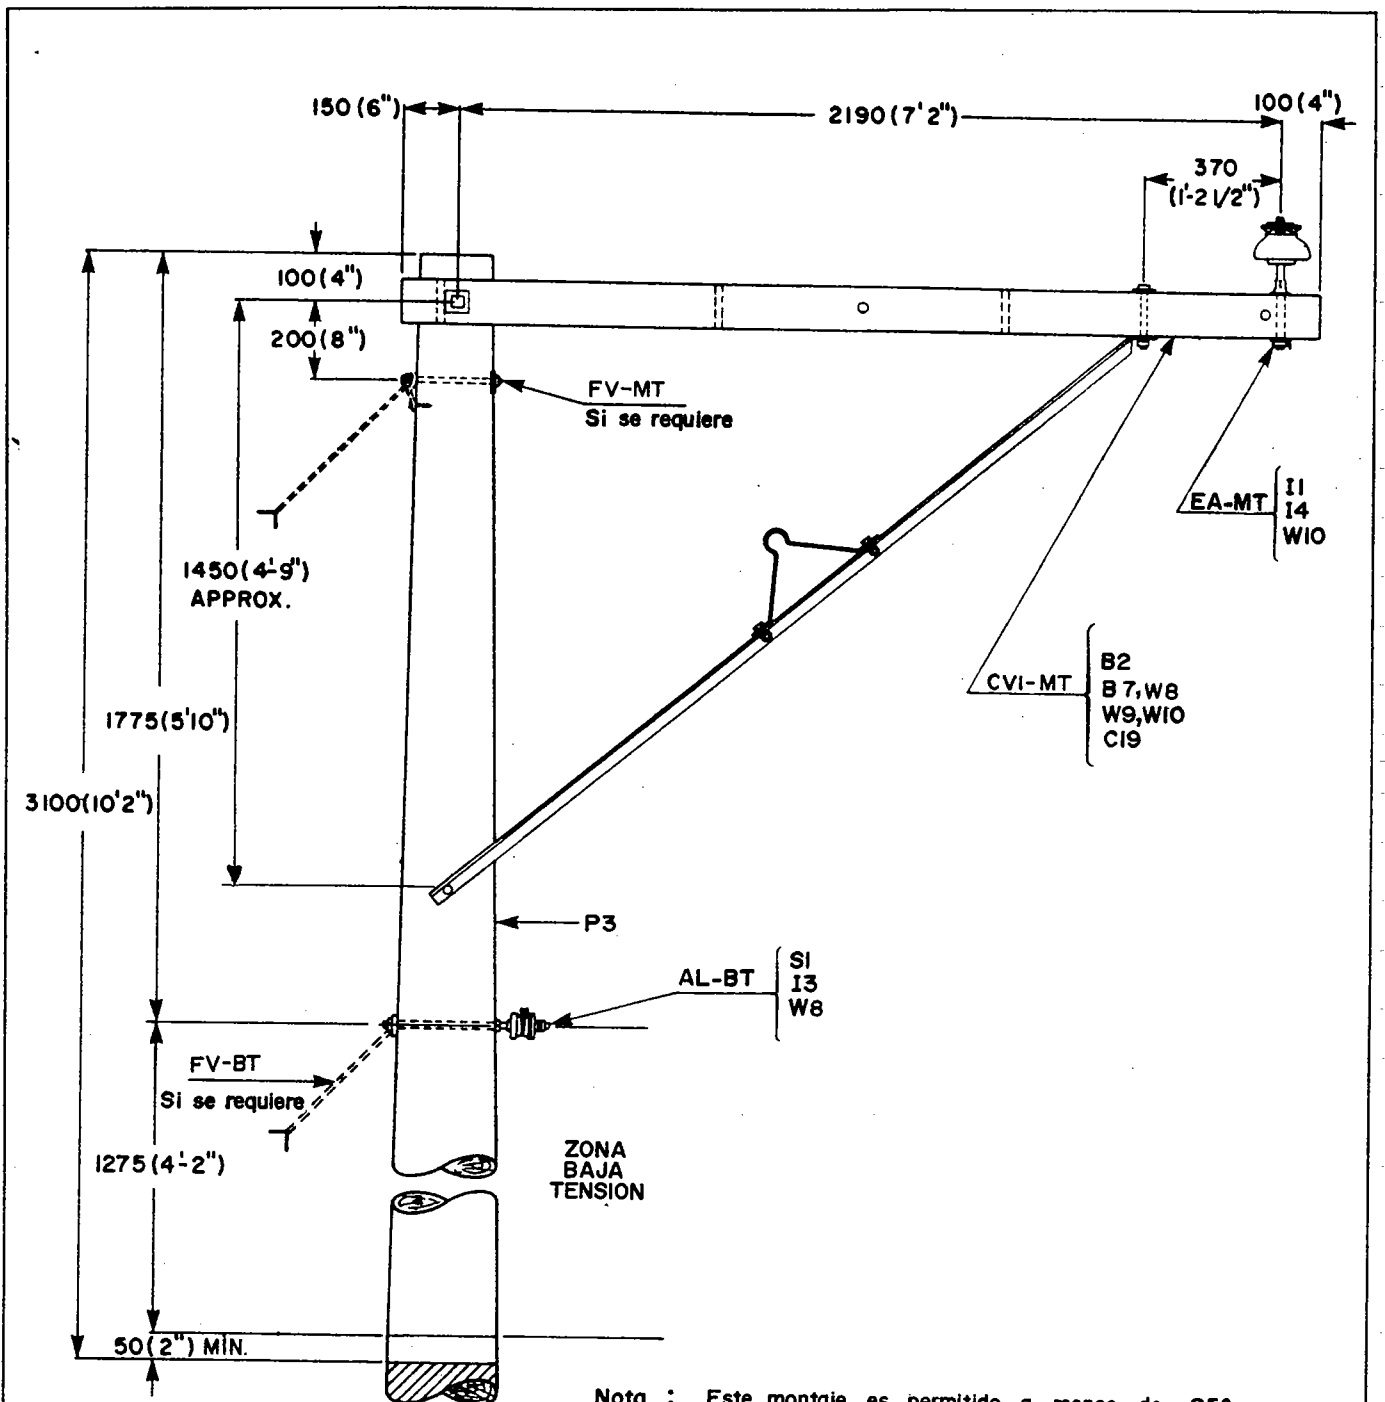 150 (6")
2190 (7'2")
100 (4")
370
(1'-2 1/2")
100 (4")
200 (8")
FV-MT
Si se requiere
EA-MT
I1
I4
W10
1450 (4'-9")
APPROX.
CV1-MT
B2
B7, W8
W9, W10
C19
1775 (5'10")
3100 (10'2")
P3
AL-BT
S1
I3
W8
FV-BT
Si se requiere
1275 (4'-2")
ZONA
BAJA
TENSION
50 (2") MIN.
Nota : Este montaje es permitido a menos de